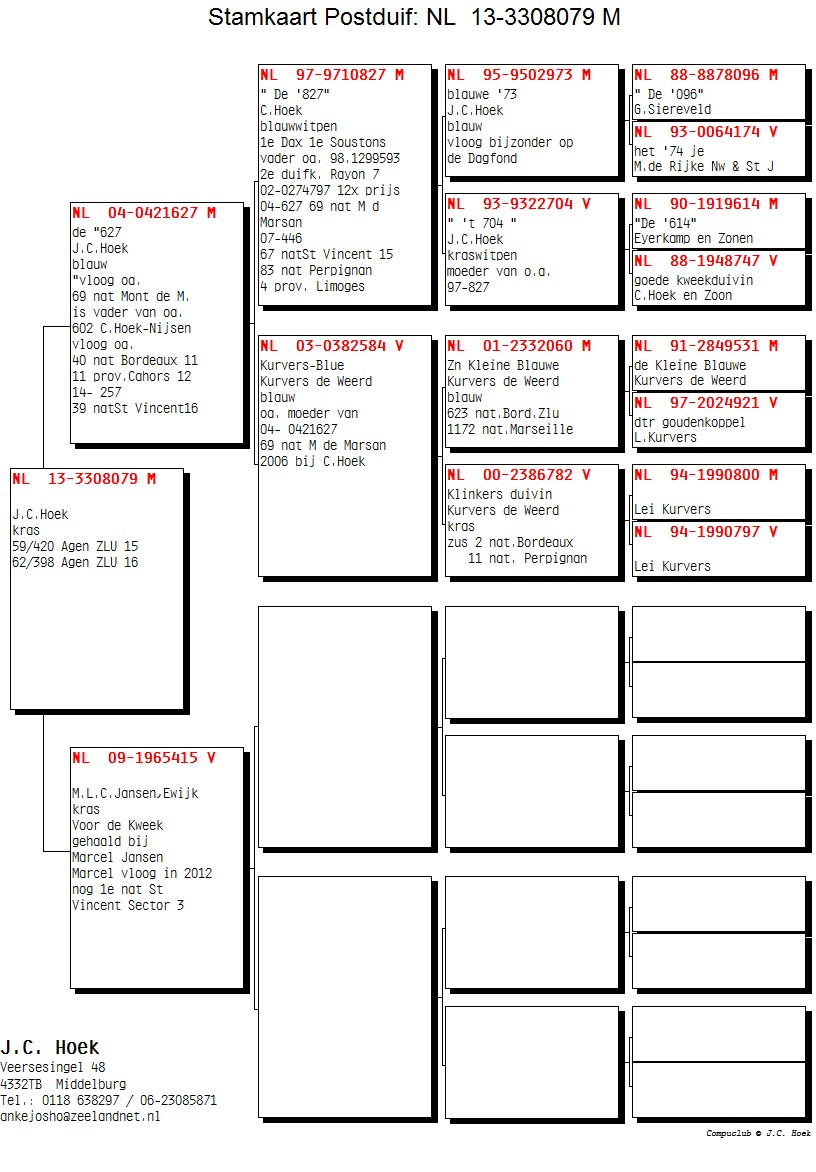 Stamkaart Postduif: NL  13-3308079 M
NL  13-3308079 M
J.C.Hoek
kras
59/420 Agen ZLU 15
62/398 Agen ZLU 16
NL  04-0421627 M
de "627
J.C.Hoek
blauw
"vloog oa.
69 nat Mont de M.
is vader van oa.
602 C.Hoek-Nijsen
vloog oa.
40 nat Bordeaux 11
11 prov.Cahors 12
14- 257
39 natSt Vincent16
NL  09-1965415 V
M.L.C.Jansen,Ewijk
kras
Voor de Kweek
gehaald bij
Marcel Jansen
Marcel vloog in 2012
nog 1e nat St
Vincent Sector 3
NL  97-9710827 M
" De '827"
C.Hoek
blauwwitpen
1e Dax 1e Soustons
vader oa. 98.1299593
2e duifk. Rayon 7
02-0274797 12x prijs
04-627 69 nat M d
Marsan
07-446
67 natSt Vincent 15
83 nat Perpignan
4 prov. Limoges
NL  03-0382584 V
Kurvers-Blue
Kurvers de Weerd
blauw
oa. moeder van
04- 0421627
69 nat M de Marsan
2006 bij C.Hoek
NL  95-9502973 M
blauwe '73
J.C.Hoek
blauw
vloog bijzonder op
de Dagfond
NL  93-9322704 V
" 't 704 "
J.C.Hoek
kraswitpen
moeder van o.a.
97-827
NL  01-2332060 M
Zn Kleine Blauwe
Kurvers de Weerd
blauw
623 nat.Bord.Zlu
1172 nat.Marseille
NL  00-2386782 V
Klinkers duivin
Kurvers de Weerd
kras
zus 2 nat.Bordeaux
11 nat. Perpignan
NL  88-8878096 M
" De '096"
G.Siereveld
NL  93-0064174 V
het '74 je
M.de Rijke Nw & St J
NL  90-1919614 M
"De '614"
Eyerkamp en Zonen
NL  88-1948747 V
goede kweekduivin
C.Hoek en Zoon
NL  91-2849531 M
de Kleine Blauwe
Kurvers de Weerd
NL  97-2024921 V
dtr goudenkoppel
L.Kurvers
NL  94-1990800 M
Lei Kurvers
NL  94-1990797 V
Lei Kurvers
J.C. Hoek
Veersesingel 48
4332TB  Middelburg
Tel.: 0118 638297 / 06-23085871
ankejosho@zeelandnet.nl
Compuclub © J.C. Hoek